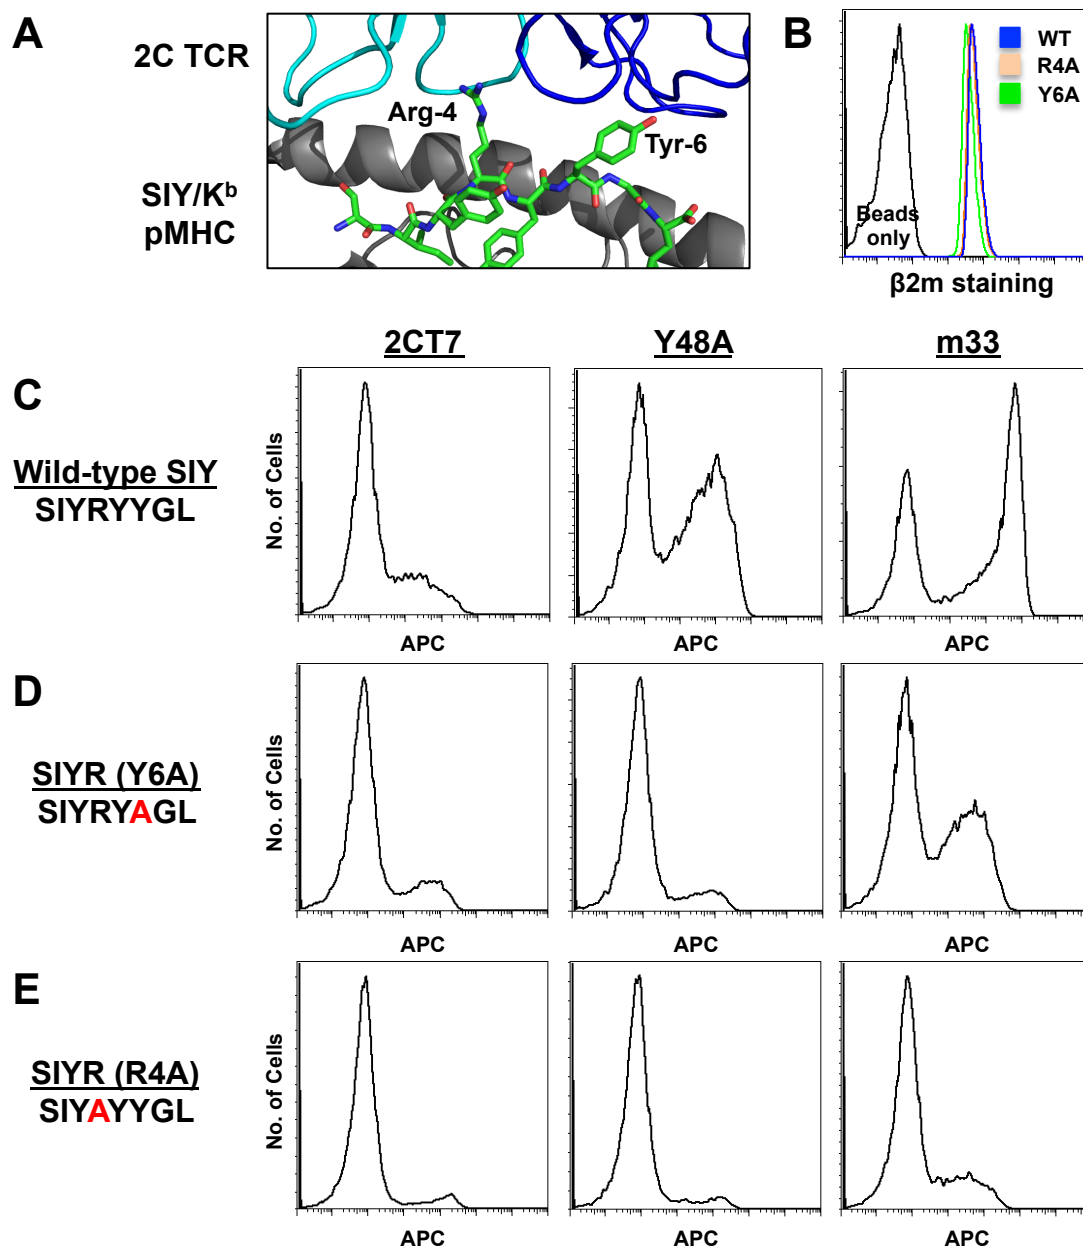 A
2C TCR
SIY/Kᵇ
pMHC
Arg-4
Tyr-6
B
WT
R4A
Y6A
Beads
only
β2m staining
2CT7
Y48A
m33
C
Wild-type SIY
SIYRYYGL
No. of Cells
APC
APC
APC
D
SIYR (Y6A)
SIYRYAGL
No. of Cells
APC
APC
APC
E
SIYR (R4A)
SIYAYYGL
No. of Cells
APC
APC
APC